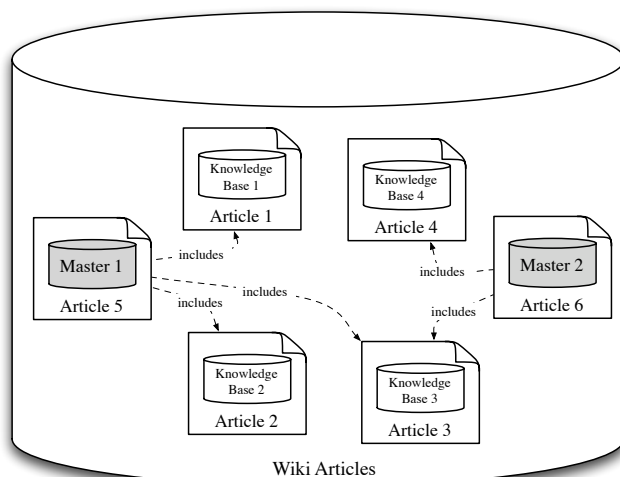 Knowledge
Base 1
Article 1
Knowledge
Base 4
Article 4
Master 1
Article 5
includes
includes
includes
includes
includes
Master 2
Article 6
Knowledge
Base 2
Article 2
Knowledge
Base 3
Article 3
Wiki Articles